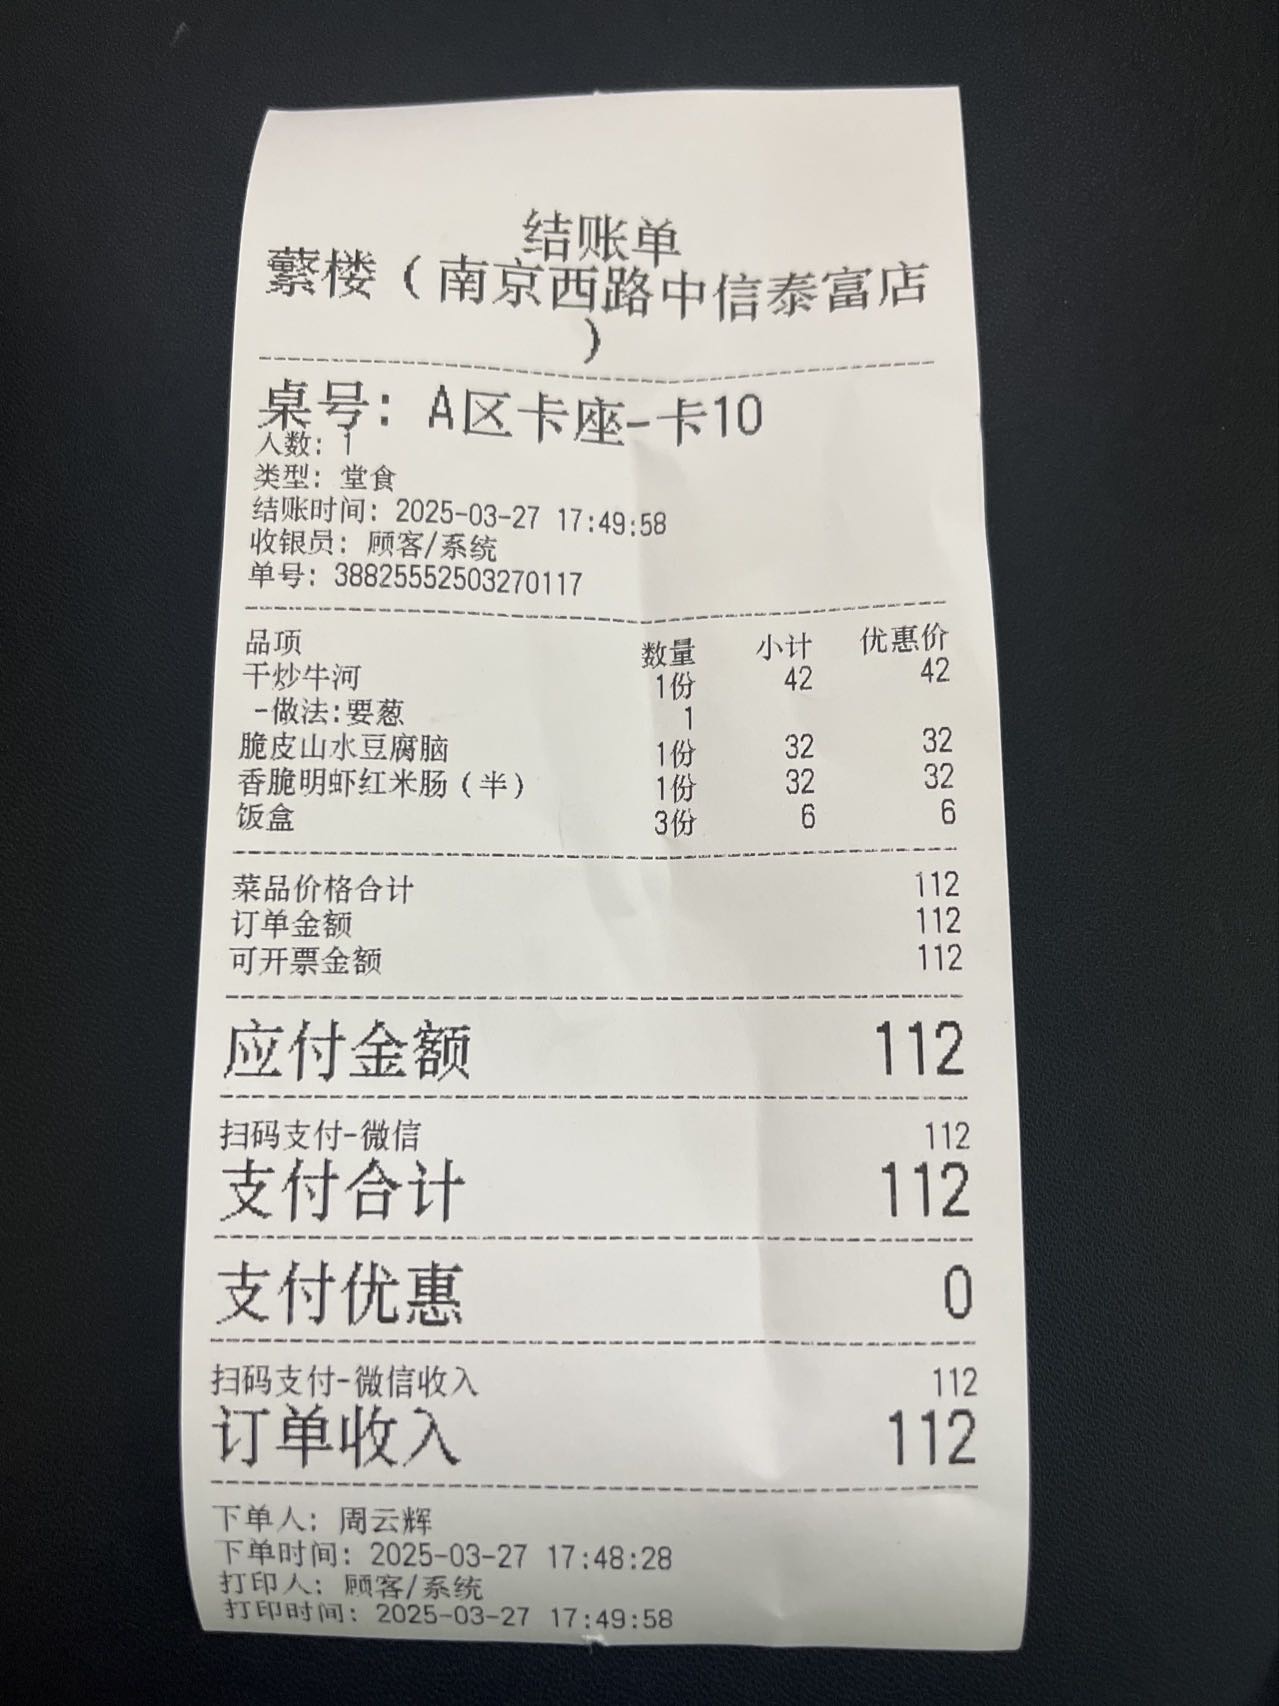 结账单
蘩楼（南京西路中信泰富店
）
桌号: A区卡座-卡10
人数: 1
类型: 堂食
结账时间: 2025-03-27 17:49:58
收银员: 顾客/系统
单号: 388255552503270117
品项 数量 小计 优惠价
干炒牛河 1份 42 42
-做法:要葱 1
脆皮山水豆腐脑 1份 32 32
香脆明虾红米肠（半） 1份 32 32
饭盒 3份 6 6
菜品价格合计 112
订单金额 112
可开票金额 112
应付金额 112
扫码支付-微信 112
支付合计 112
支付优惠 0
扫码支付-微信收入 112
订单收入 112
下单人: 周云辉
下单时间: 2025-03-27 17:48:28
打印人: 顾客/系统
打印时间: 2025-03-27 17:49:58